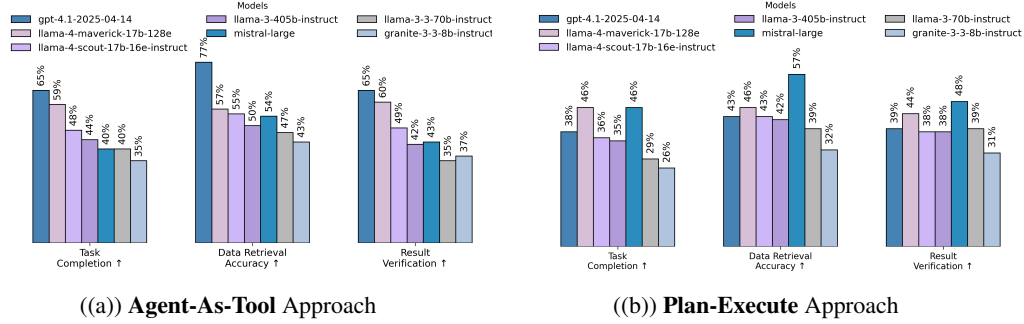 Models
gpt-4.1-2025-04-14
llama-4-maverick-17b-128e
llama-4-scout-17b-16e-instruct
llama-3-405b-instruct
mistral-large
llama-3-3-70b-instruct
granite-3-3-8b-instruct
65%
59%
48%
44%
40%
40%
35%
77%
57%
55%
50%
54%
47%
43%
65%
60%
49%
42%
43%
35%
37%
Task
Completion ↑
Data Retrieval
Accuracy ↑
Result
Verification ↑
((a)) Agent-As-Tool Approach
Models
gpt-4.1-2025-04-14
llama-4-maverick-17b-128e
llama-4-scout-17b-16e-instruct
llama-3-405b-instruct
mistral-large
llama-3-70b-instruct
granite-3-3-8b-instruct
38%
46%
36%
35%
46%
29%
26%
43%
46%
43%
42%
57%
39%
32%
39%
44%
38%
38%
48%
39%
31%
Task
Completion ↑
Data Retrieval
Accuracy ↑
Result
Verification ↑
((b)) Plan-Execute Approach